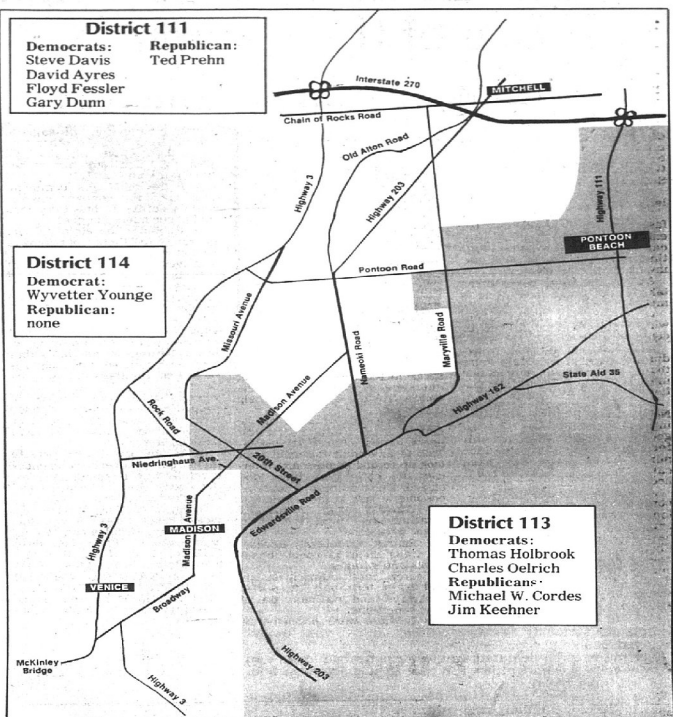 District 111
Democrats:
Steve Davis
David Ayres
Floyd Fessler
Gary Dunn
Republican:
Ted Prehn
Interstate 270
MITCHELL
Chain of Rocks Road
Old Alton Road
Highway 3
Highway 203
Highway 111
PONTOON
BEACH
Pontoon Road
District 114
Democrat:
Wyvetter Younge
Republican:
none
Missouri Avenue
Nameoki Road
Maryville Road
Madison Avenue
Highway 162
State Aid 35
Rock Road
Niedringhaus Ave.
20th Street
Edwardsville Road
Highway 3
MADISON
Madison Avenue
VENICE
Broadway
McKinley
Bridge
Highway 3
Highway 203
District 113
Democrats:
Thomas Holbrook
Charles Oelrich
Republicans·
Michael W. Cordes
Jim Keehner